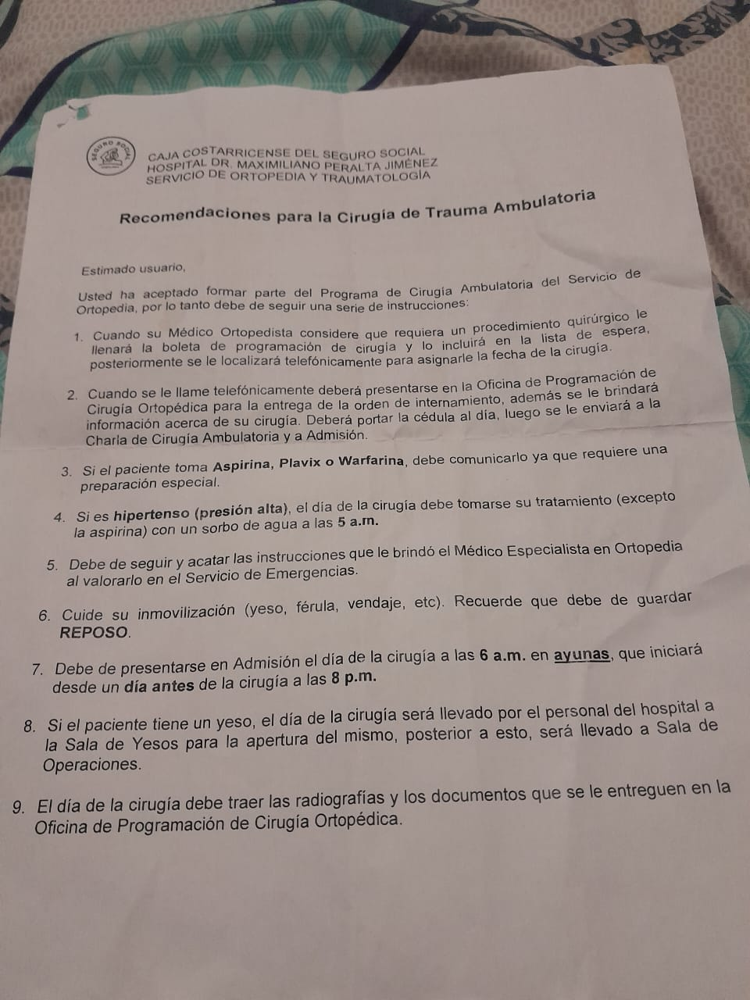 SEGURO SOCIAL
CAJA COSTARRICENSE DEL SEGURO SOCIAL
HOSPITAL DR. MAXIMILIANO PERALTA JIMÉNEZ
SERVICIO DE ORTOPEDIA Y TRAUMATOLOGÍA
Recomendaciones para la Cirugía de Trauma Ambulatoria
Estimado usuario,
Usted ha aceptado formar parte del Programa de Cirugía Ambulatoria del Servicio de
Ortopedia, por lo tanto debe de seguir una serie de instrucciones:
1. Cuando su Médico Ortopedista considere que requiera un procedimiento quirúrgico le
llenará la boleta de programación de cirugía y lo incluirá en la lista de espera,
posteriormente se le localizará telefónicamente para asignarle la fecha de la cirugía.
2. Cuando se le llame telefónicamente deberá presentarse en la Oficina de Programación de
Cirugía Ortopédica para la entrega de la orden de internamiento, además se le brindará
información acerca de su cirugía. Deberá portar la cédula al día, luego se le enviará a la
Charla de Cirugía Ambulatoria y a Admisión.
3. Si el paciente toma Aspirina, Plavix o Warfarina, debe comunicarlo ya que requiere una
preparación especial.
4. Si es hipertenso (presión alta), el día de la cirugía debe tomarse su tratamiento (excepto
la aspirina) con un sorbo de agua a las 5 a.m.
5. Debe de seguir y acatar las instrucciones que le brindó el Médico Especialista en Ortopedia
al valorarlo en el Servicio de Emergencias.
6. Cuide su inmovilización (yeso, férula, vendaje, etc). Recuerde que debe de guardar
REPOSO.
7. Debe de presentarse en Admisión el día de la cirugía a las 6 a.m. en ayunas, que iniciará
desde un día antes de la cirugía a las 8 p.m.
8. Si el paciente tiene un yeso, el día de la cirugía será llevado por el personal del hospital a
la Sala de Yesos para la apertura del mismo, posterior a esto, será llevado a Sala de
Operaciones.
9. El día de la cirugía debe traer las radiografías y los documentos que se le entreguen en la
Oficina de Programación de Cirugía Ortopédica.